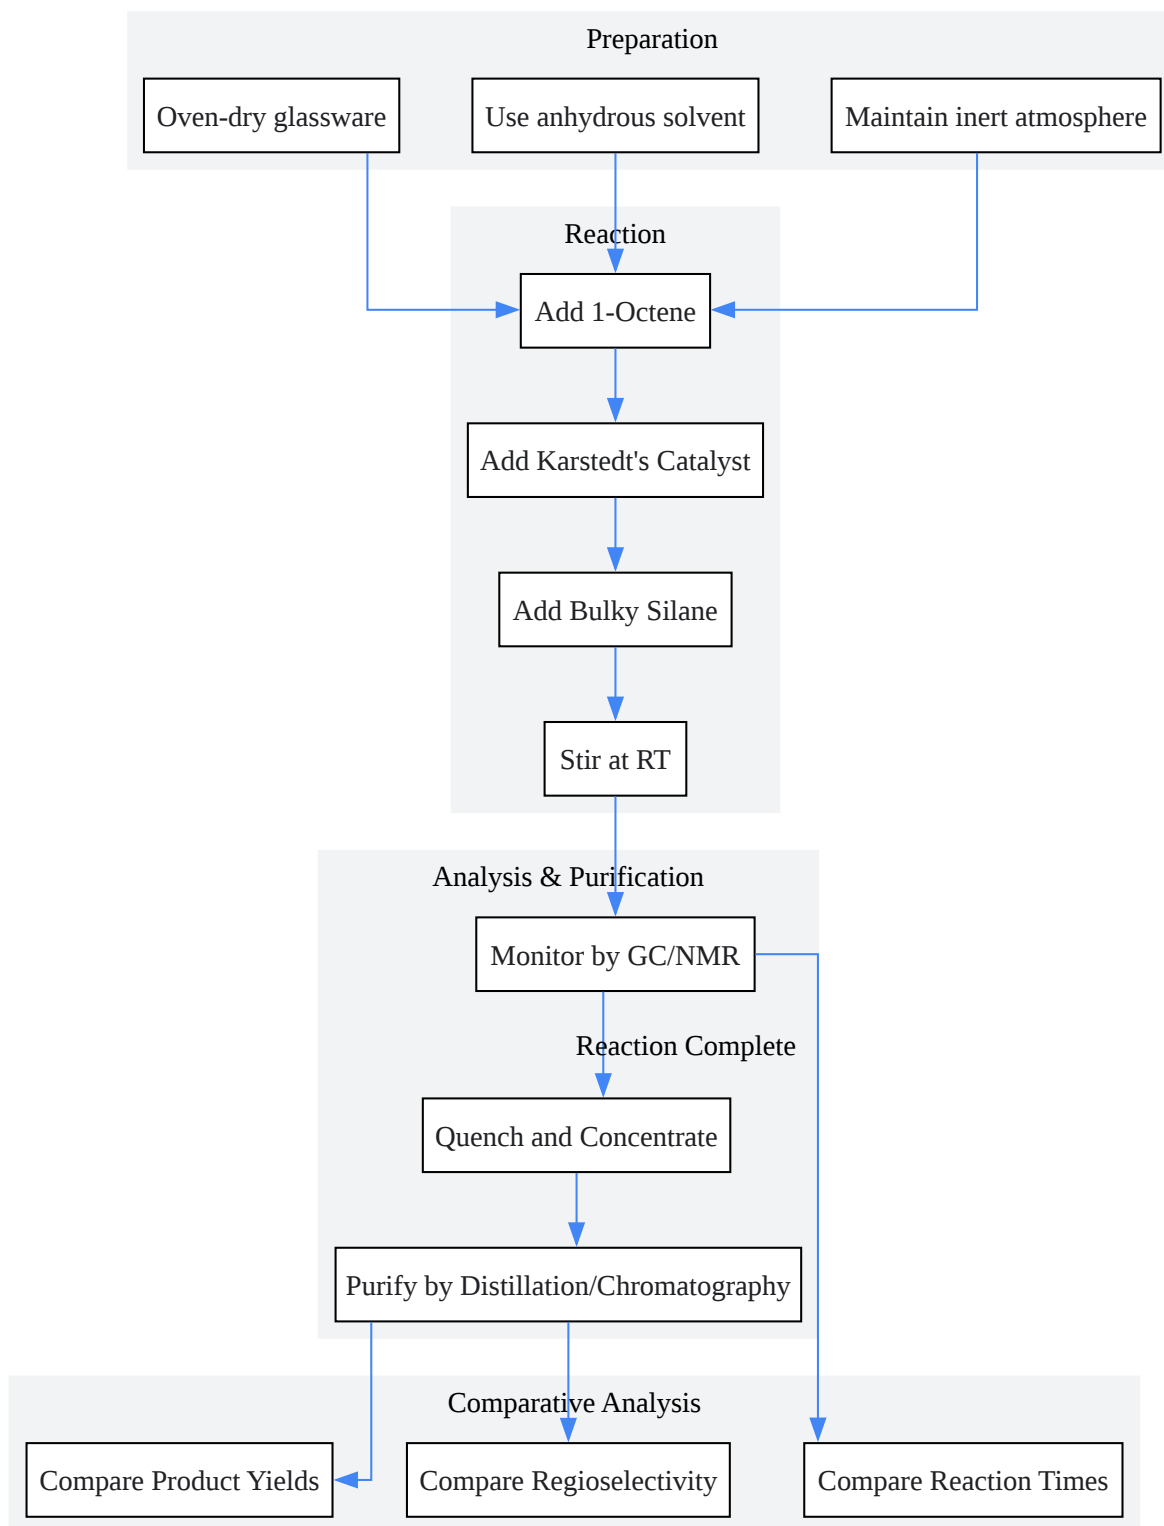 Preparation
Oven-dry glassware
Use anhydrous solvent
Maintain inert atmosphere
Reaction
Add 1-Octene
Add Karstedt's Catalyst
Add Bulky Silane
Stir at RT
Analysis & Purification
Monitor by GC/NMR
Reaction Complete
Quench and Concentrate
Purify by Distillation/Chromatography
Comparative Analysis
Compare Product Yields
Compare Regioselectivity
Compare Reaction Times